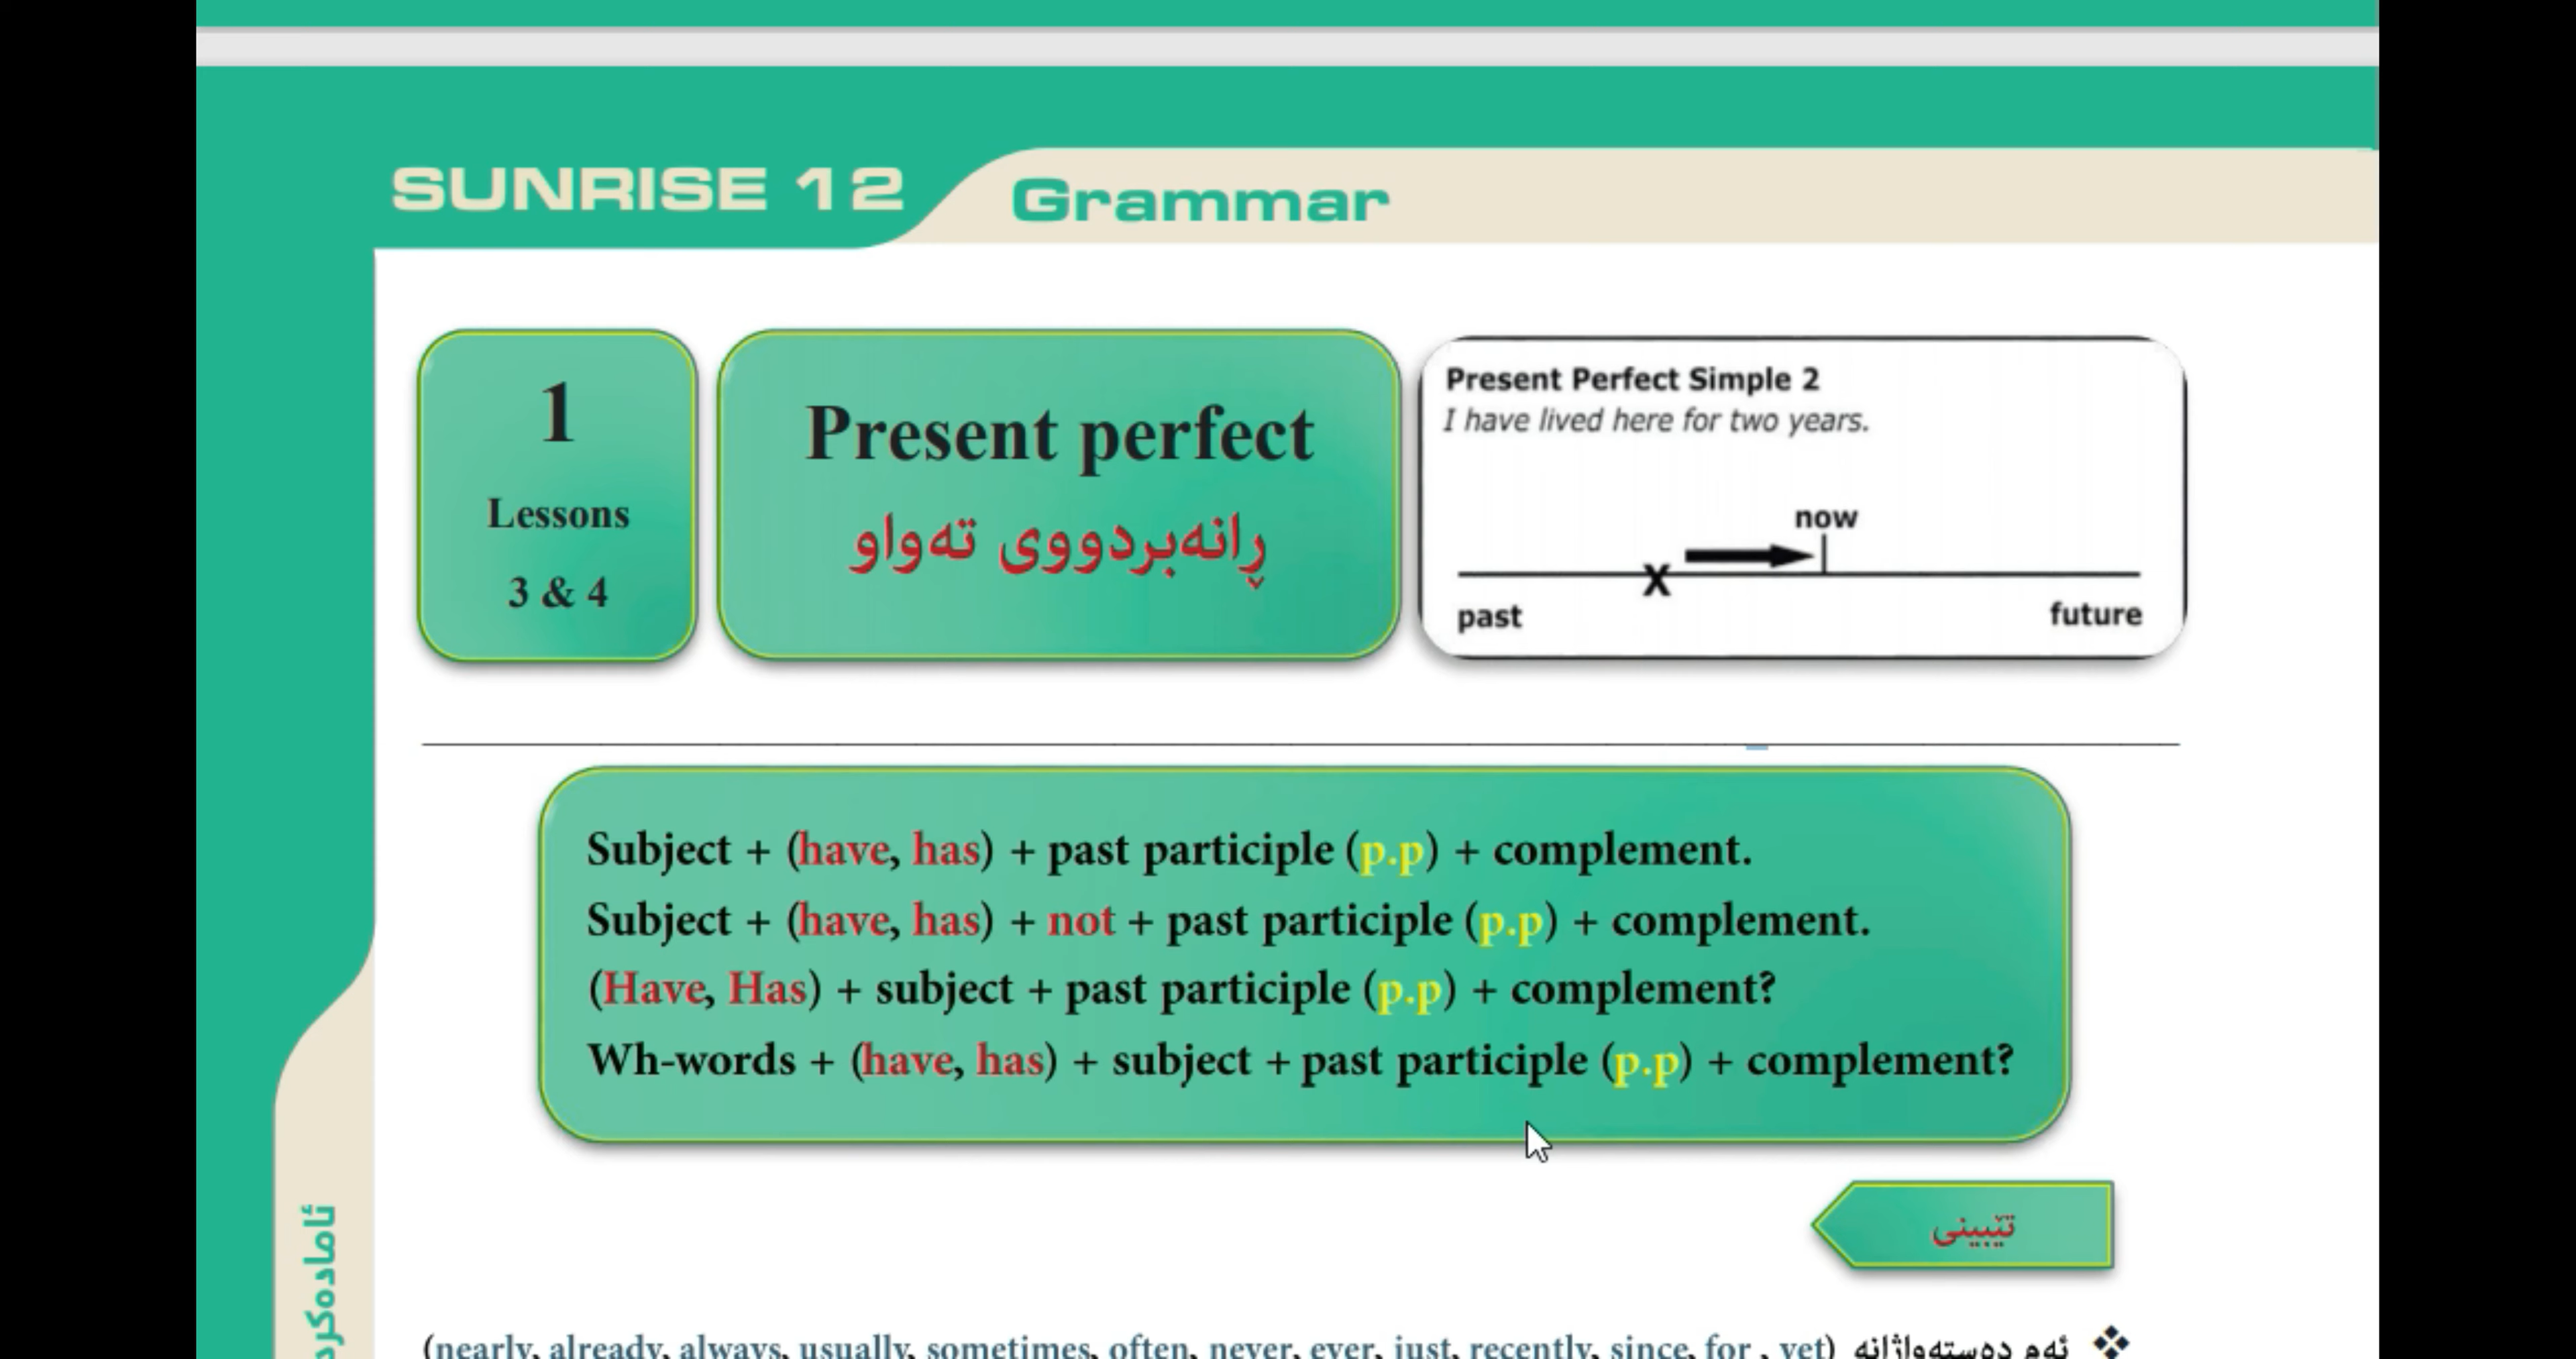 SUNRISE 12 Grammar
1
Lessons
3 & 4
Present perfect
ڕانەبردووی تەواو
Present Perfect Simple 2
I have lived here for two years.
now
X
past future
Subject + (have, has) + past participle (p.p) + complement.
Subject + (have, has) + not + past participle (p.p) + complement.
(Have, Has) + subject + past participle (p.p) + complement?
Wh-words + (have, has) + subject + past participle (p.p) + complement?
تێبینی
❖ ئەم دەستەواژانە (nearly, already, always, usually, sometimes, often, never, ever, just, recently, since, for , yet)